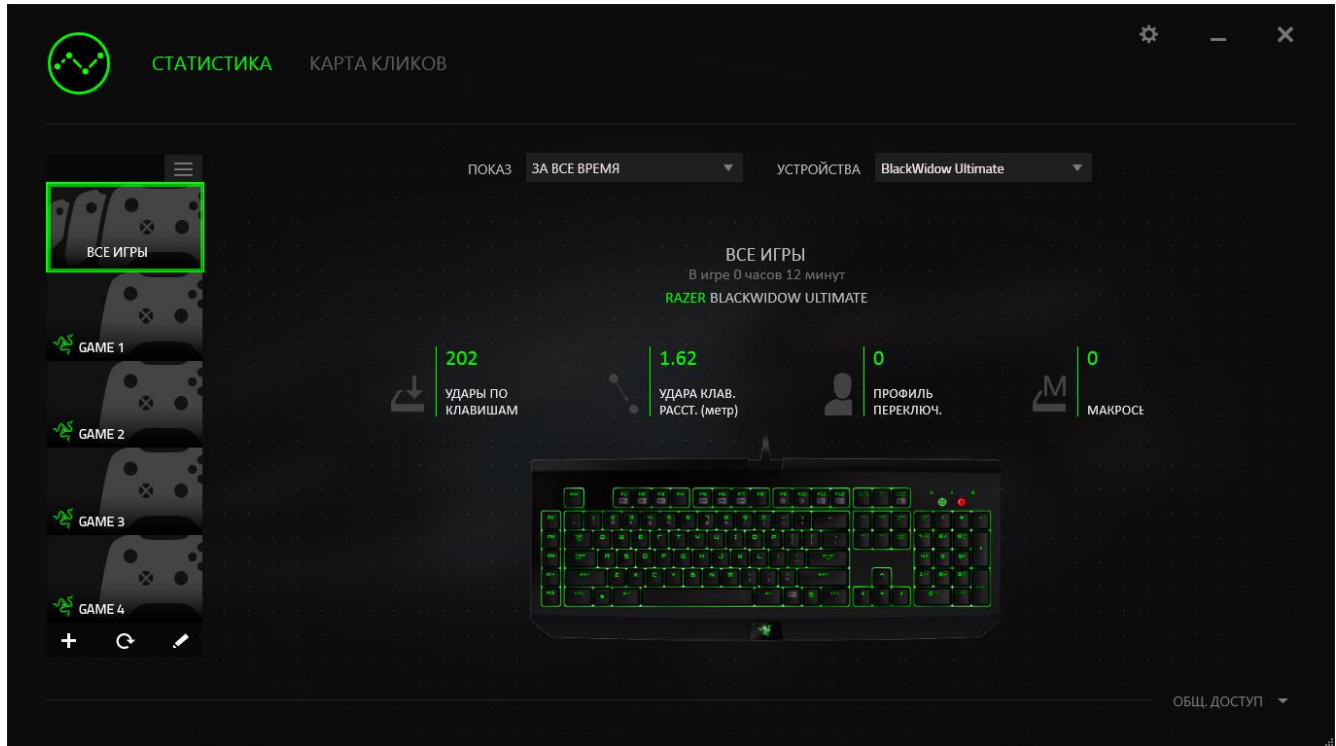 СТАТИСТИКА КАРТА КЛИКОВ
ПОКАЗ ЗА ВСЕ ВРЕМЯ УСТРОЙСТВА BlackWidow Ultimate
ВСЕ ИГРЫ
GAME 1
GAME 2
GAME 3
GAME 4
ВСЕ ИГРЫ
В игре 0 часов 12 минут
RAZER BLACKWIDOW ULTIMATE
202
УДАРЫ ПО
КЛАВИШАМ
1.62
УДАРА КЛАВ.
РАССТ. (метр)
0
ПРОФИЛЬ
ПЕРЕКЛЮЧ.
M
0
МАКРОСЫ
ОБЩ. ДОСТУП